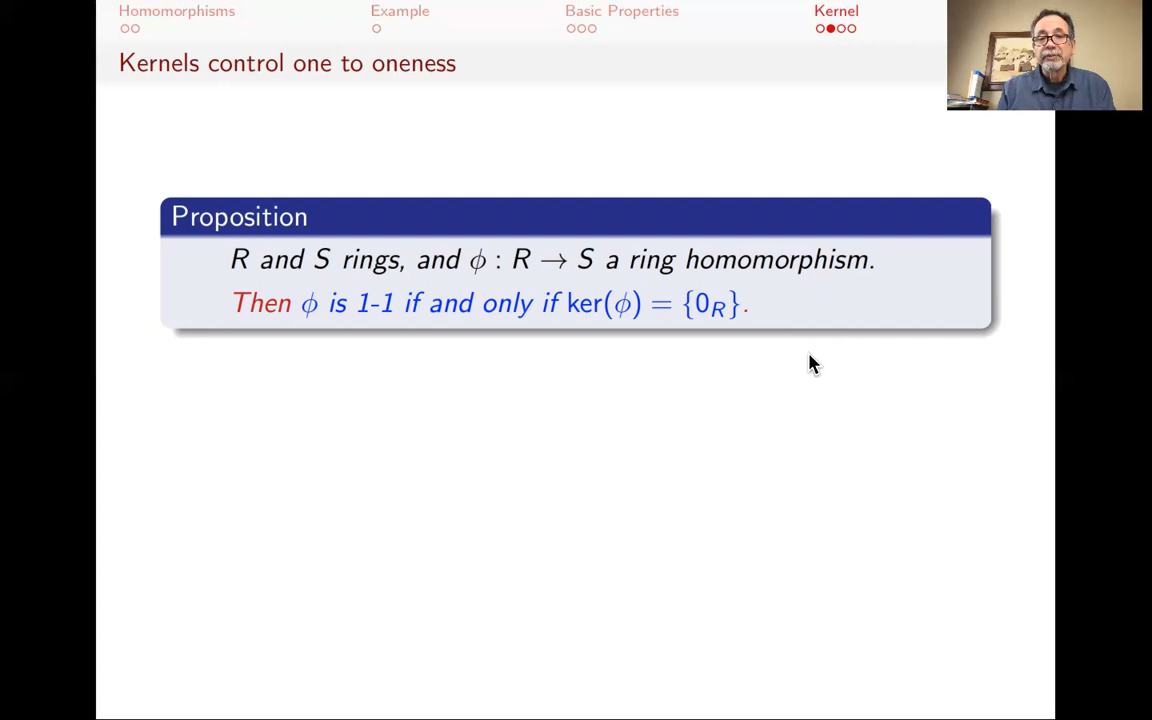 Homomorphisms Example Basic Properties Kernel
Kernels control one to oneness
Proposition
R and S rings, and ϕ : R → S a ring homomorphism.
Then ϕ is 1-1 if and only if ker(ϕ) = {0_R}.